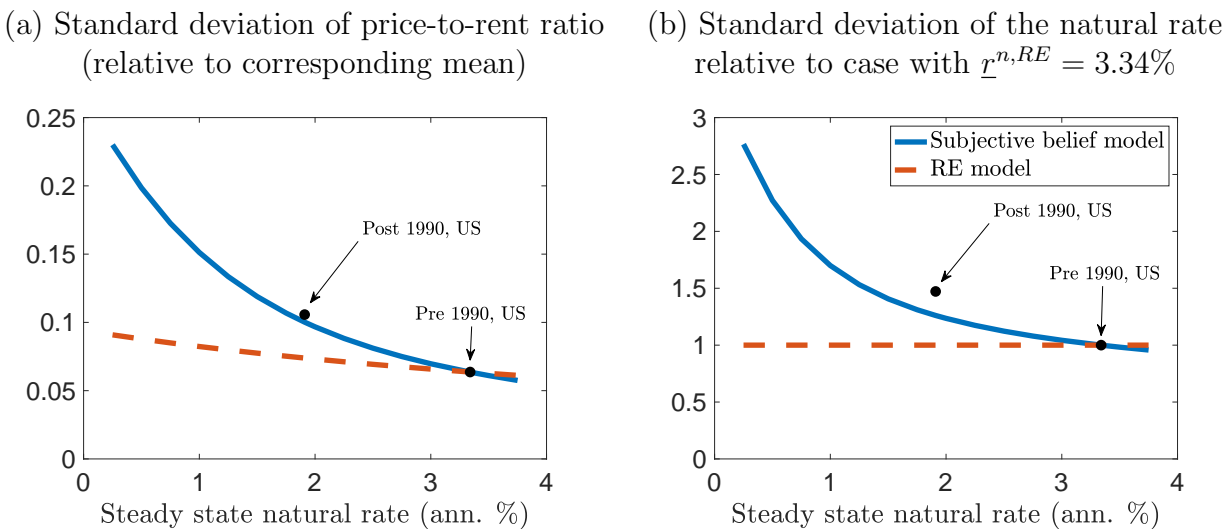 (a) Standard deviation of price-to-rent ratio
(relative to corresponding mean)
0.25
0.2
0.15
0.1
0.05
0
Post 1990, US
Pre 1990, US
0 1 2 3 4
Steady state natural rate (ann. %)
(b) Standard deviation of the natural rate
relative to case with r̲^{n,RE} = 3.34%
3
2.5
2
1.5
1
0.5
0
Subjective belief model
RE model
Post 1990, US
Pre 1990, US
0 1 2 3 4
Steady state natural rate (ann. %)